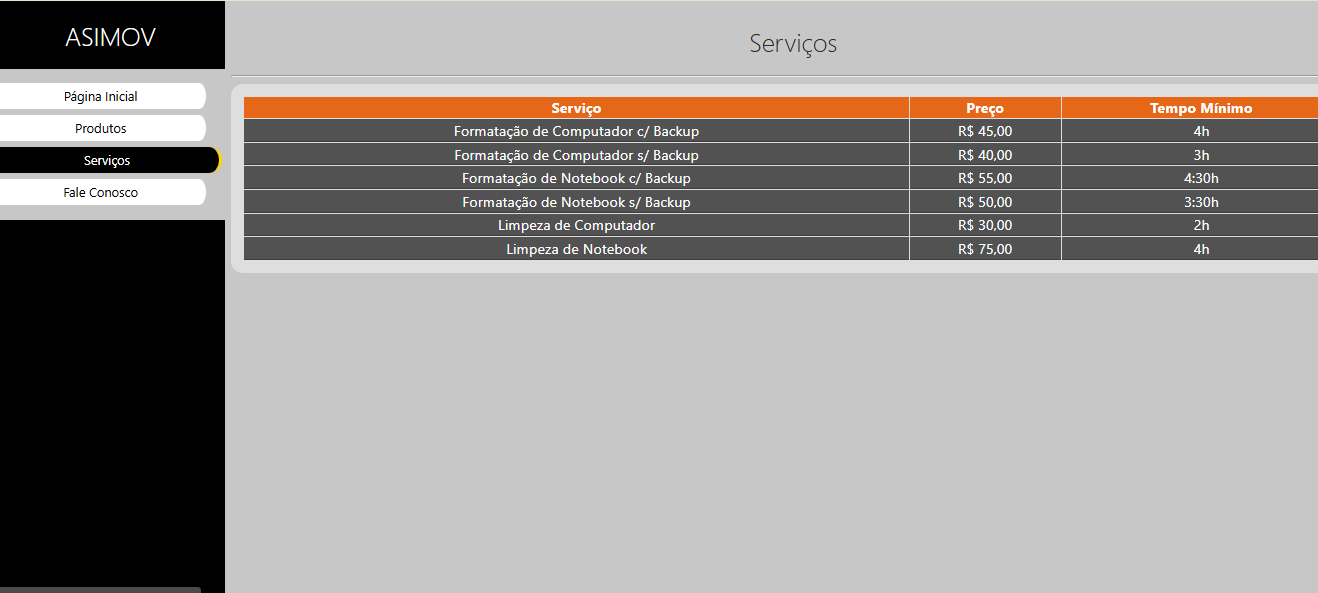 ASIMOV
Página Inicial
Produtos
Serviços
Fale Conosco
Serviços
Serviço Preço Tempo Mínimo
Formatação de Computador c/ Backup R$ 45,00 4h
Formatação de Computador s/ Backup R$ 40,00 3h
Formatação de Notebook c/ Backup R$ 55,00 4:30h
Formatação de Notebook s/ Backup R$ 50,00 3:30h
Limpeza de Computador R$ 30,00 2h
Limpeza de Notebook R$ 75,00 4h